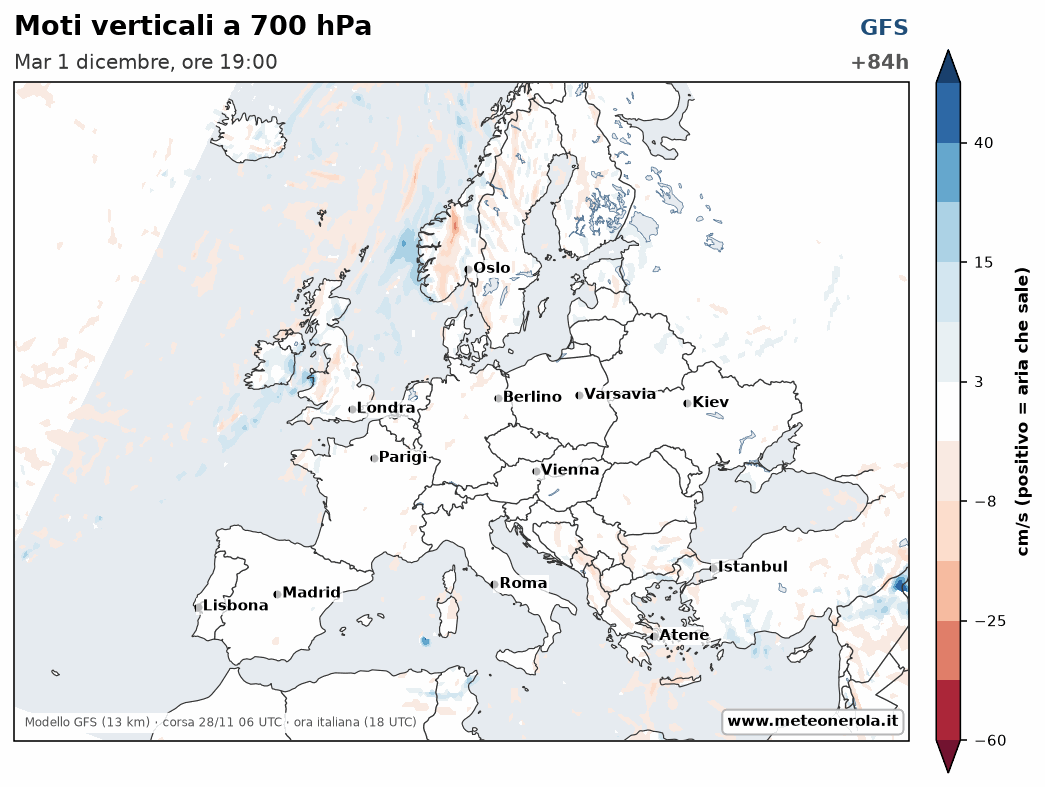 Moti verticali a 700 hPa
GFS
Mar 1 dicembre, ore 19:00
+84h
40
15
3
−8
−25
−60
cm/s (positivo = aria che sale)
Oslo
Berlino
Varsavia
Kiev
Londra
Parigi
Vienna
Istanbul
Roma
Madrid
Lisbona
Atene
Modello GFS (13 km) · corsa 28/11 06 UTC · ora italiana (18 UTC)
www.meteonerola.it